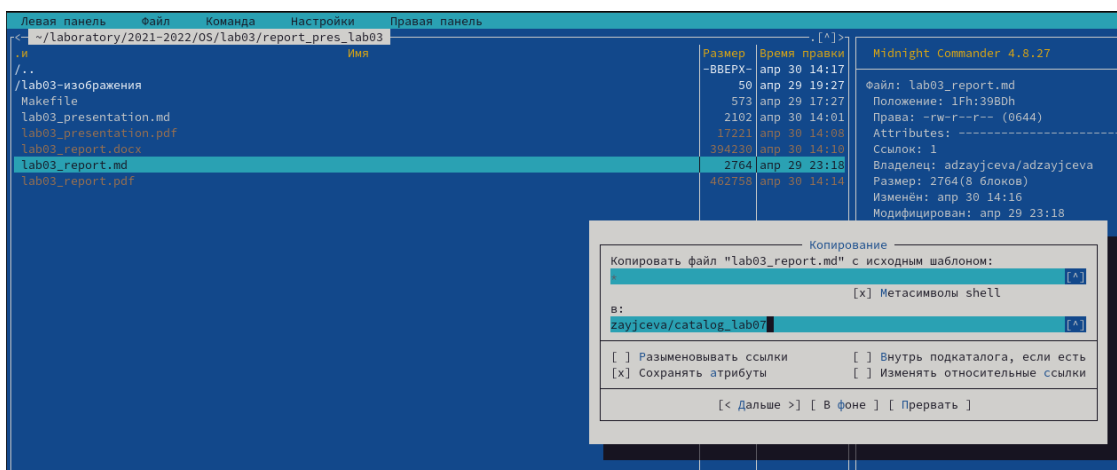 Левая панель Файл Команда Настройки Правая панель
<─ ~/laboratory/2021-2022/OS/lab03/report_pres_lab03 .[^]>
.и Имя Размер Время правки
/.. -ВВЕРХ- апр 30 14:17
/lab03-изображения 50 апр 29 19:27
Makefile 573 апр 29 17:27
lab03_presentation.md 2102 апр 30 14:01
lab03_presentation.pdf 17221 апр 30 14:08
lab03_report.docx 394230 апр 30 14:10
lab03_report.md 2764 апр 29 23:18
lab03_report.pdf 462758 апр 30 14:14
Midnight Commander 4.8.27
Файл: lab03_report.md
Положение: 1Fh:39BDh
Права: -rw-r--r-- (0644)
Attributes: ----------------------
Ссылок: 1
Владелец: adzayjceva/adzayjceva
Размер: 2764(8 блоков)
Изменён: апр 30 14:16
Модифицирован: апр 29 23:18
Копирование
Копировать файл "lab03_report.md" с исходным шаблоном:
* [^]
[x] Метасимволы shell
в:
zayjceva/catalog_lab07 [^]
[ ] Разыменовывать ссылки [ ] Внутрь подкаталога, если есть
[x] Сохранять атрибуты [ ] Изменять относительные ссылки
[< Дальше >] [ В фоне ] [ Прервать ]